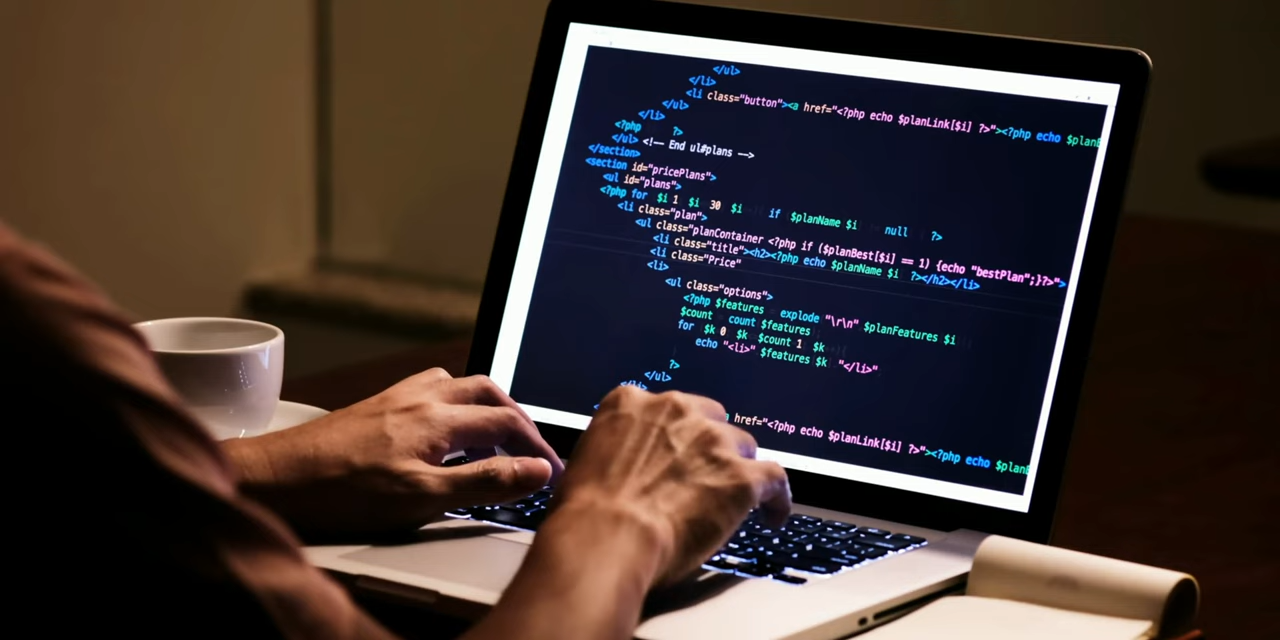 </ul>
</li>
<li class="button"><a href="<?php echo $planLink[$i] ?>"><?php echo
</ul>
</li>
<?php ?>
</ul> <!-- End ul#plans -->
</section>
<section id="pricePlans">
<ul id="plans">
<?php for $i 1 $i 30 $i if $planName $i null ?>
<li class="plan">
<ul class="planContainer <?php if ($planBest[$i] == 1) {echo "bestPlan";}?>">
<li class="title"><h2><?php echo $planName $i ?></h2></li>
<li class="Price"
<li>
<ul class="options">
<?php $features explode "\r\n" $planFeatures $i
$count count $features
for $k 0 $k $count 1 $k
echo "<li>" $features $k "</li>"
?>
</ul>
href="<?php echo $planLink[$i] ?>"><?php echo